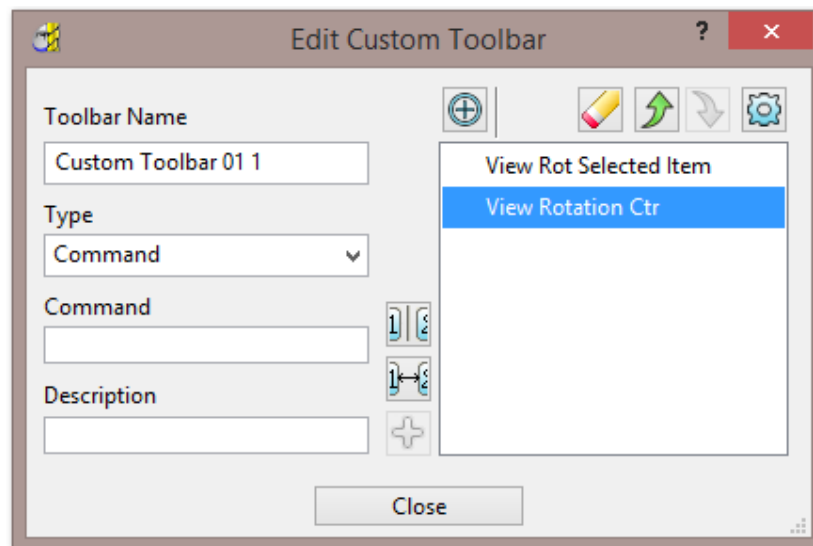 Edit Custom Toolbar
?
Toolbar Name
Custom Toolbar 01 1
Type
Command
Command
Description
View Rot Selected Item
View Rotation Ctr
Close